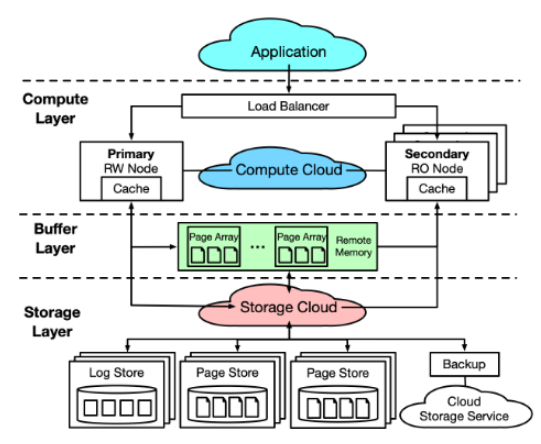 Application
Compute
Layer
Load Balancer
Primary
RW Node
Cache
Compute Cloud
Secondary
RO Node
Cache
Buffer
Layer
Page Array
...
Page Array
Remote
Memory
Storage
Layer
Storage Cloud
Log Store
Page Store
Page Store
Backup
Cloud
Storage Service